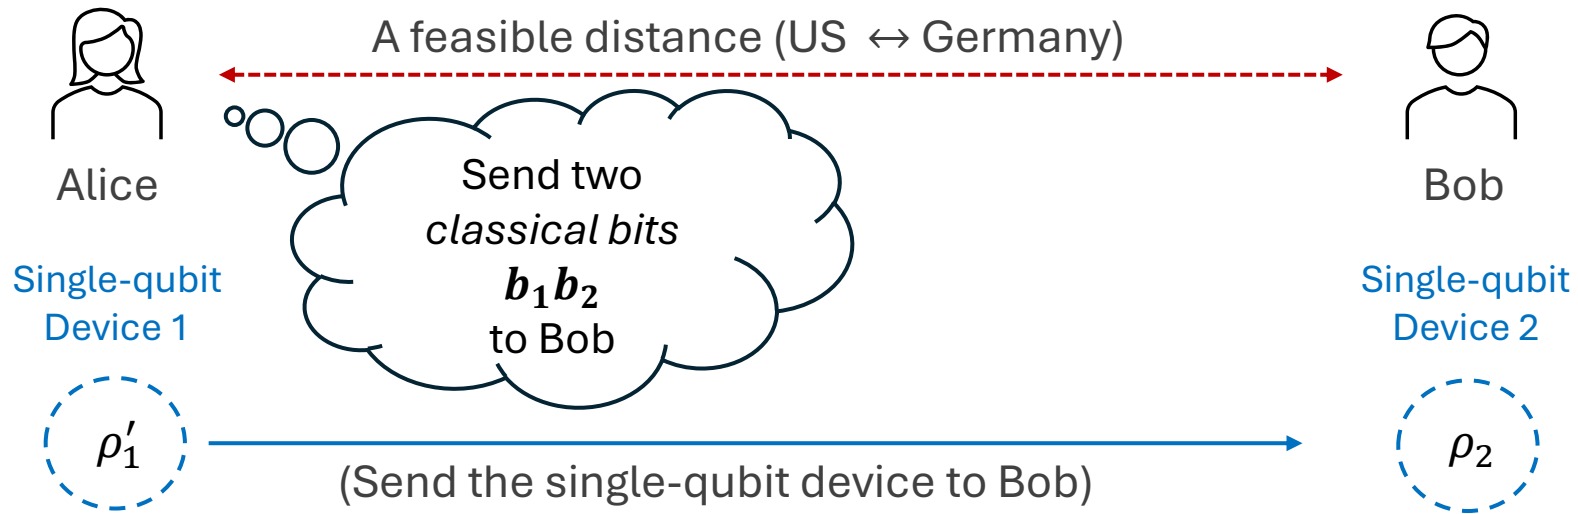 A feasible distance (US ↔ Germany)
Alice
Bob
Send two
classical bits
b₁b₂
to Bob
Single-qubit
Device 1
Single-qubit
Device 2
ρ′₁
ρ₂
(Send the single-qubit device to Bob)